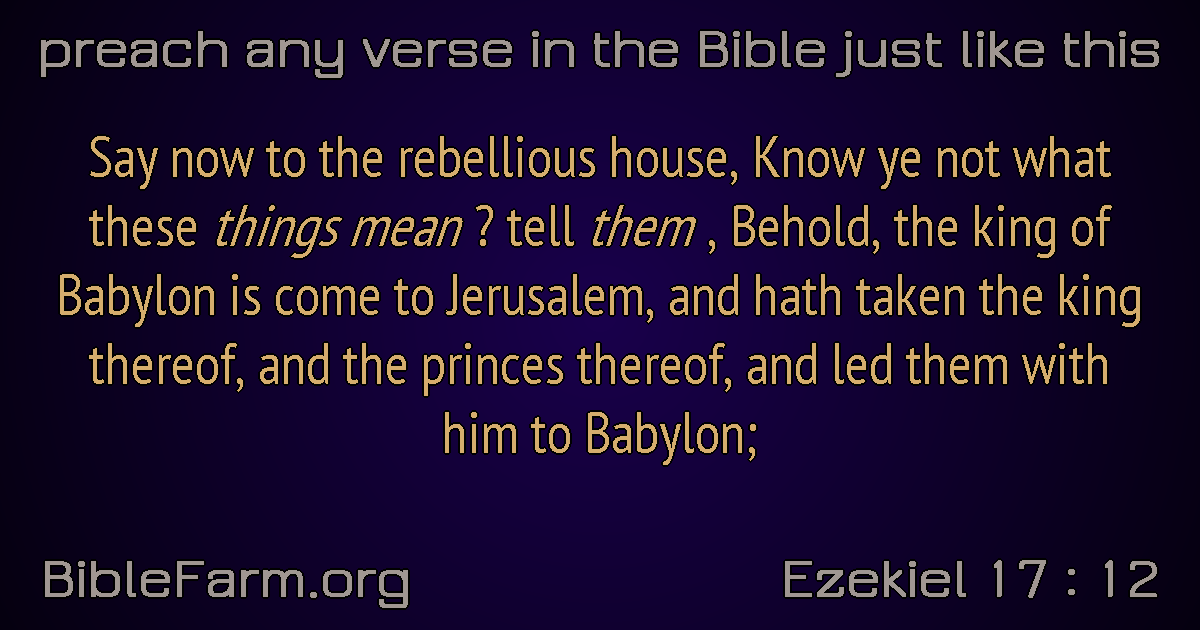 preach any verse in the Bible just like this
Say now to the rebellious house, Know ye not what
these things mean ? tell them , Behold, the king of
Babylon is come to Jerusalem, and hath taken the king
thereof, and the princes thereof, and led them with
him to Babylon;
BibleFarm.org
Ezekiel 17 : 12